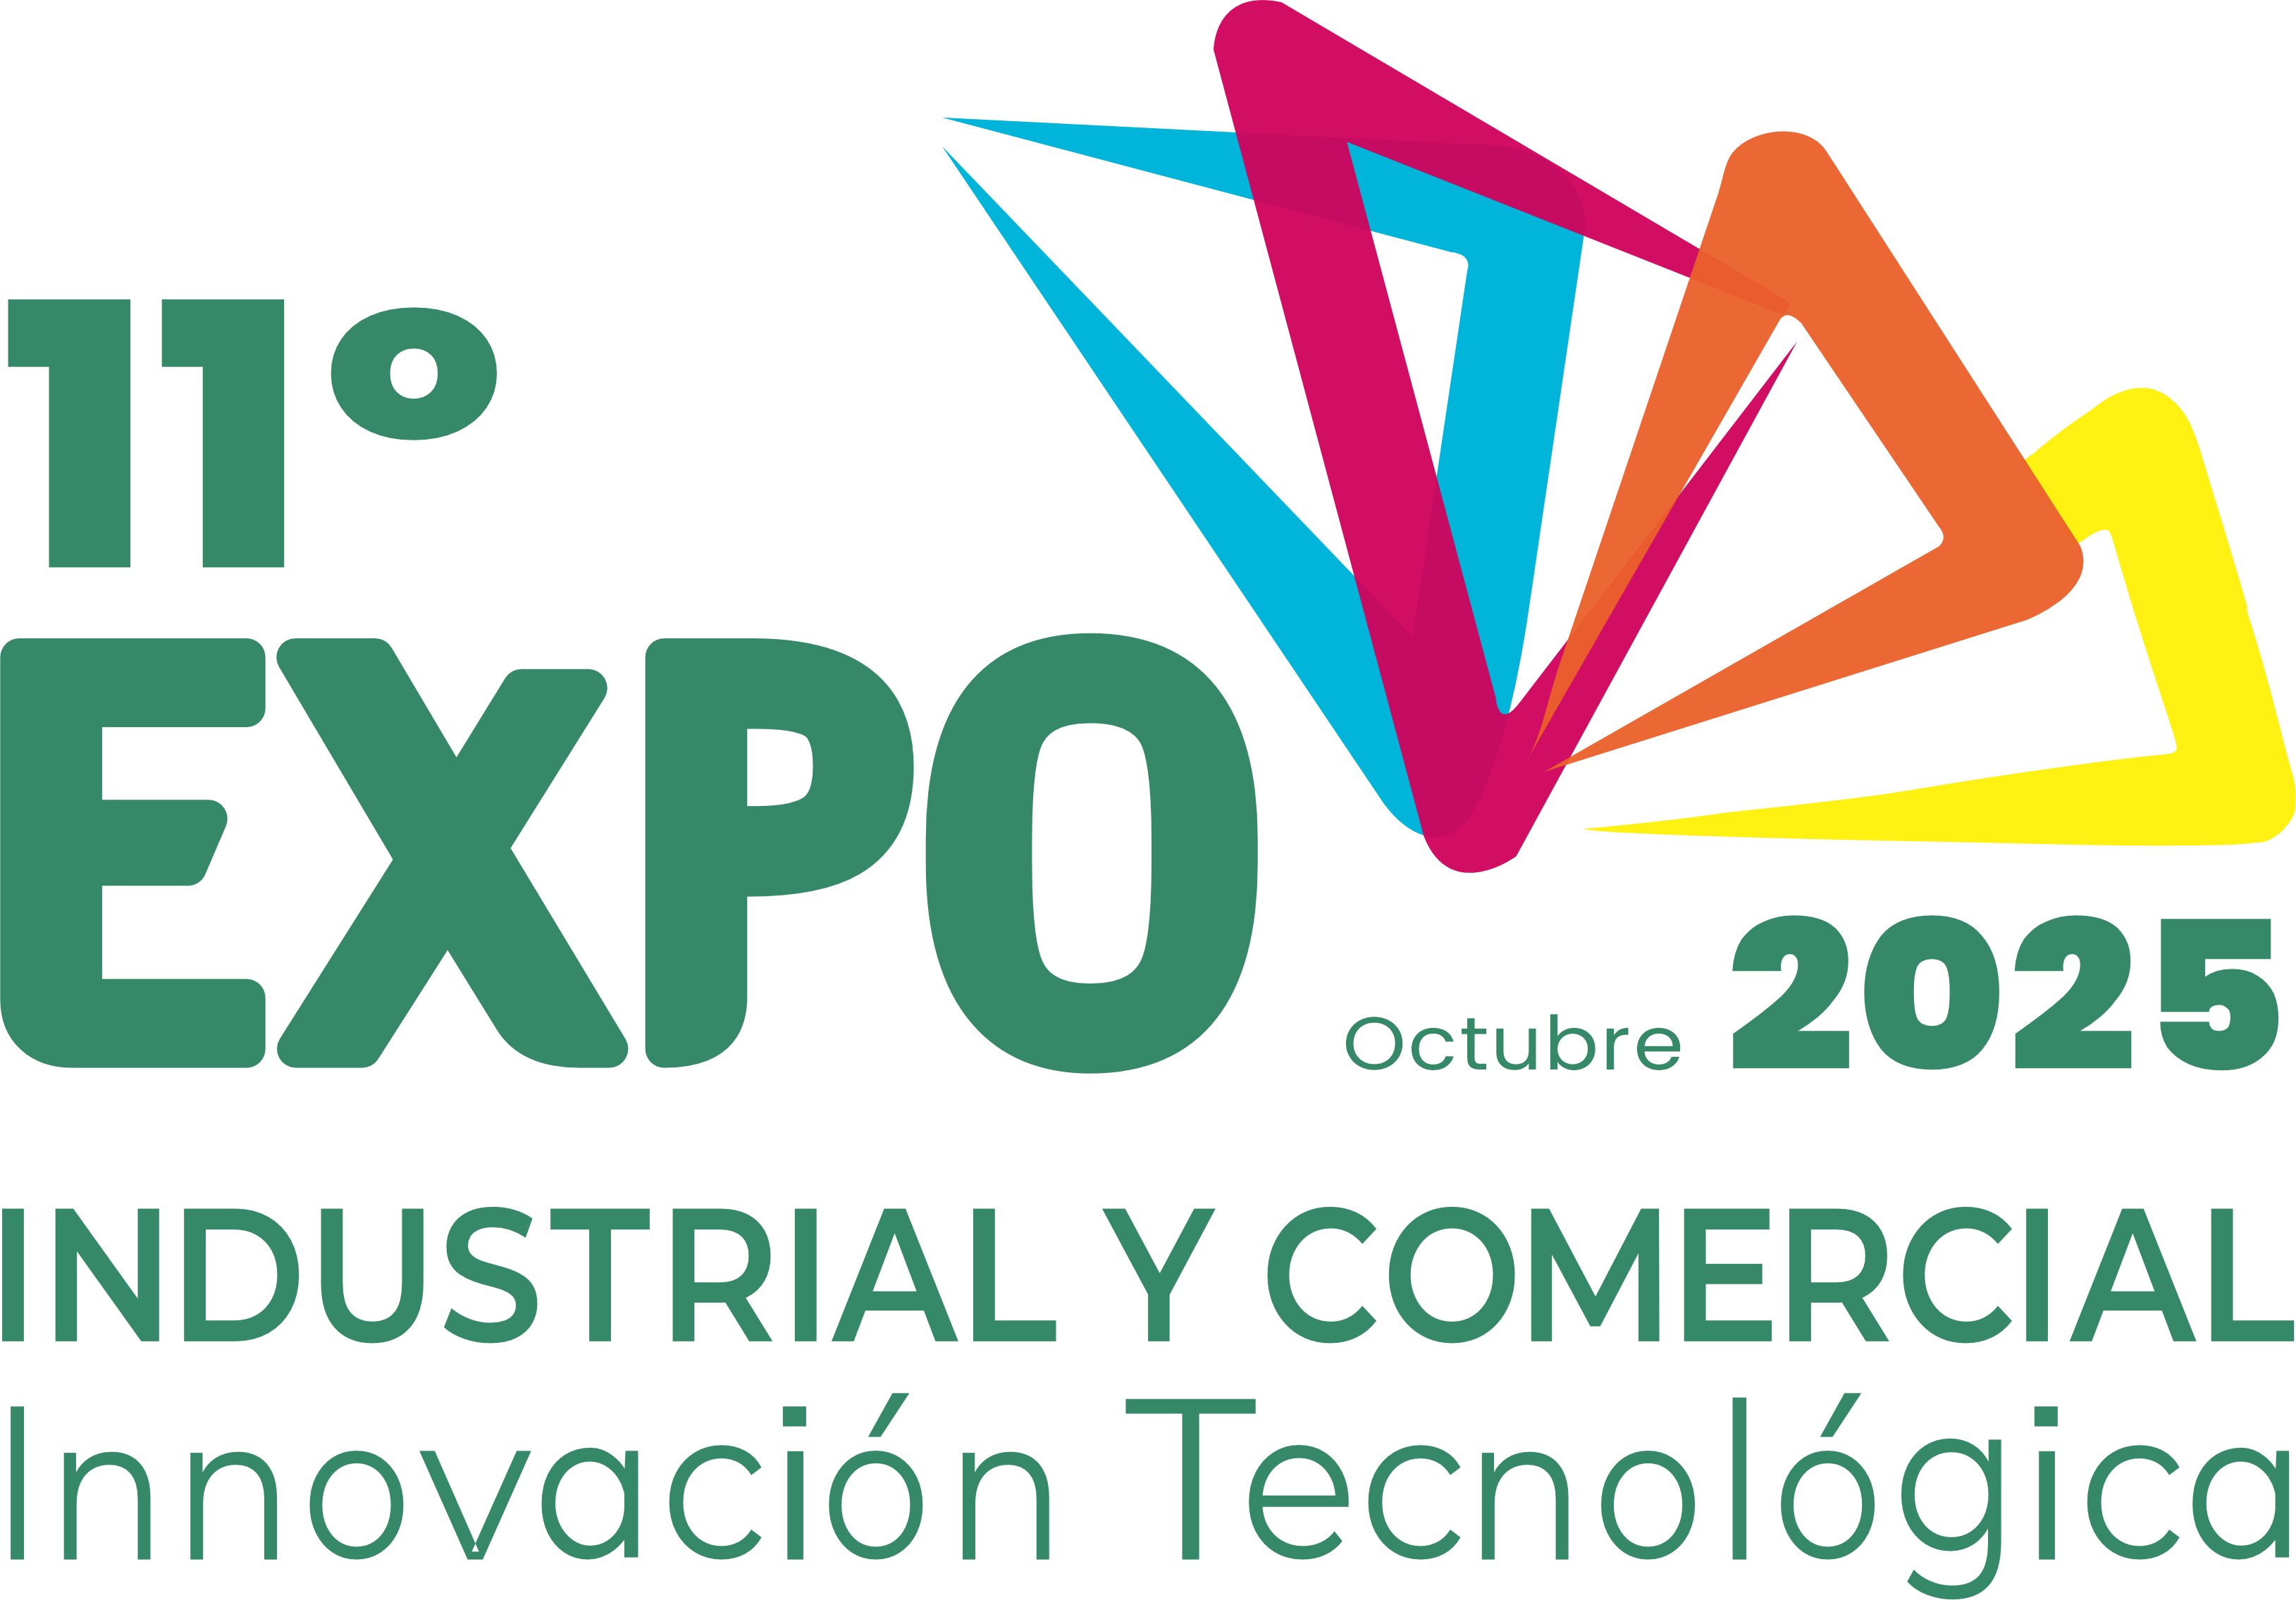 11°
EXPO
Octubre 2025
INDUSTRIAL Y COMERCIAL
Innovación Tecnológica